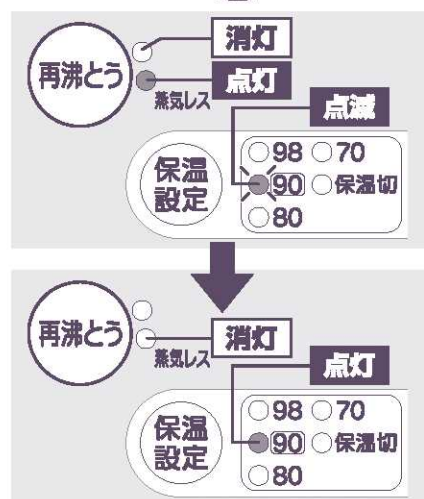 消灯
再沸とう
点灯
蒸気レス
点滅
保温
設定
98 70
90 保温切
80
再沸とう
消灯
蒸気レス
点灯
保温
設定
98 70
90 保温切
80